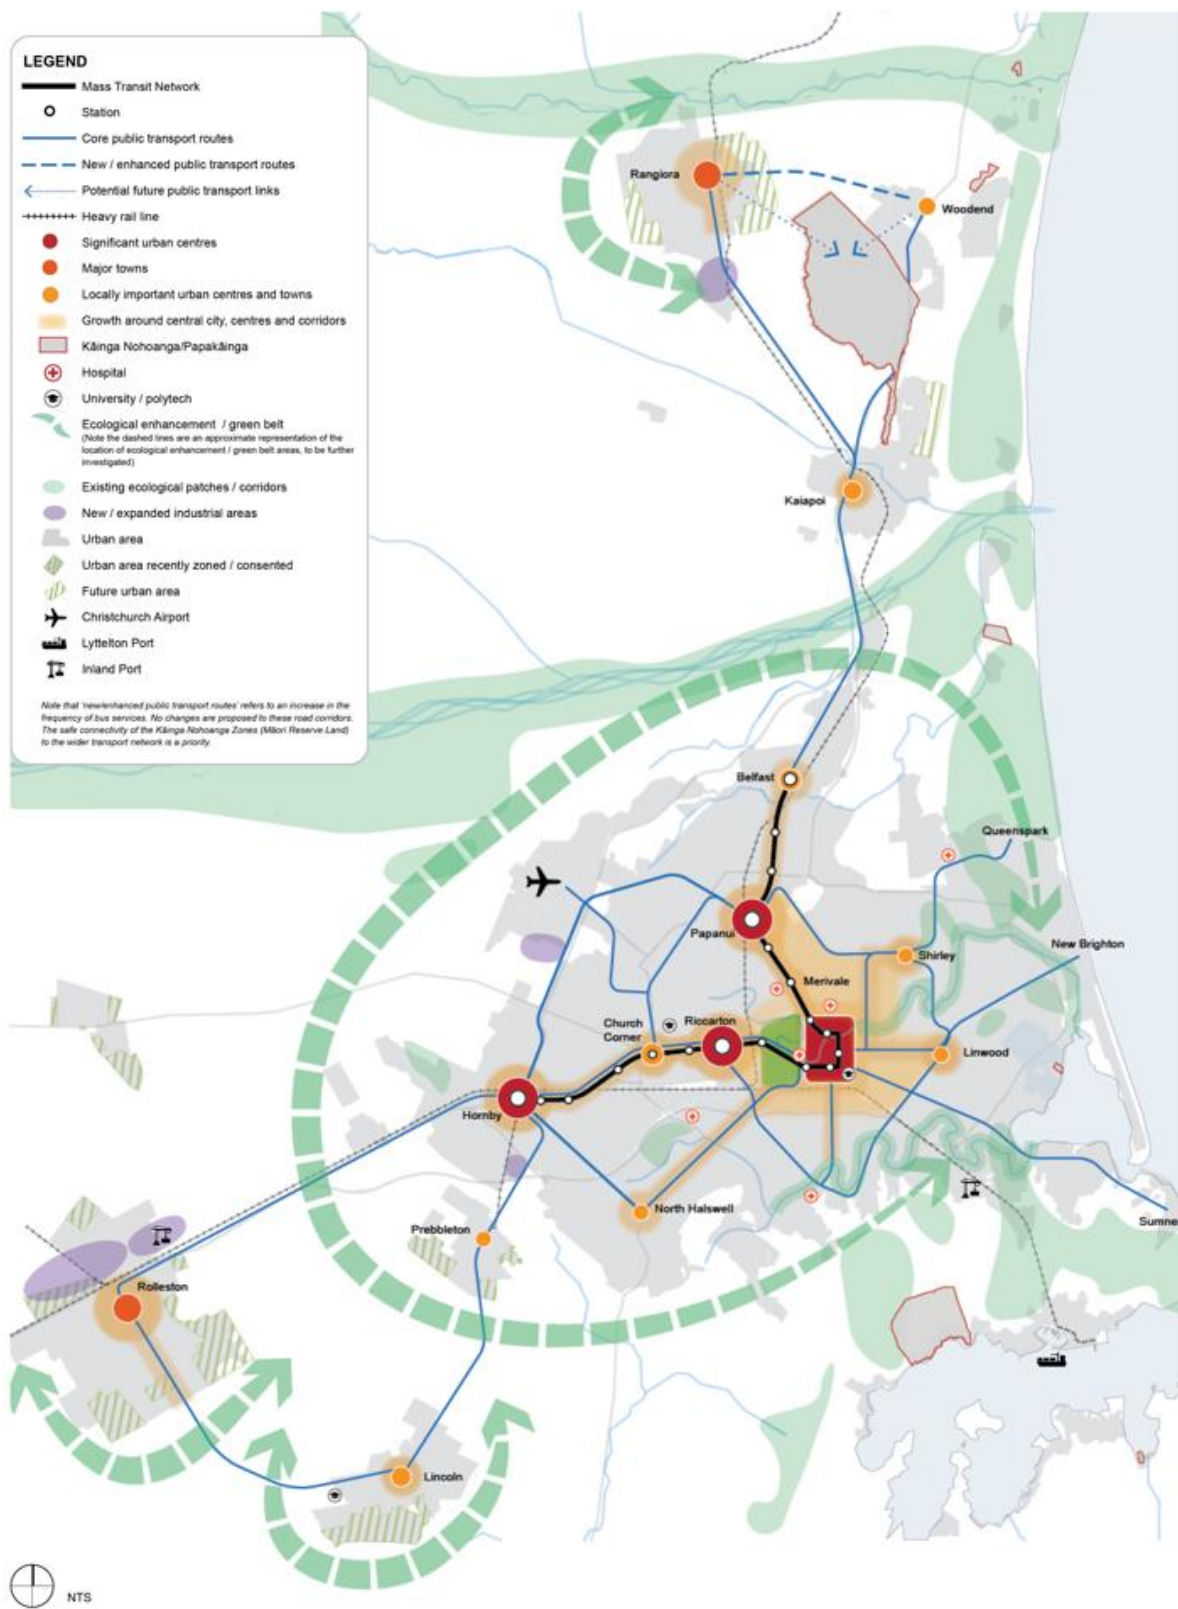 LEGEND
Mass Transit Network
Station
Core public transport routes
New / enhanced public transport routes
Potential future public transport links
Heavy rail line
Significant urban centres
Major towns
Locally important urban centres and towns
Growth around central city, centres and corridors
Kāinga Nohoanga/Papakāinga
Hospital
University / polytech
Ecological enhancement / green belt
(Note the dashed lines are an approximate representation of the
location of ecological enhancement / green belt areas, to be further
investigated)
Existing ecological patches / corridors
New / expanded industrial areas
Urban area
Urban area recently zoned / consented
Future urban area
Christchurch Airport
Lyttelton Port
Inland Port
Note that 'new/enhanced public transport routes' refers to an increase in the
frequency of bus services. No changes are proposed to these road corridors.
The safe connectivity of the Kāinga Nohoanga Zones (Māori Reserve Land)
to the wider transport network is a priority.
Rangiora
Woodend
Kaiapoi
Belfast
Queenspark
Papanui
Shirley
New Brighton
Merivale
Church
Corner
Riccarton
Linwood
Hornby
North Halswell
Prebbleton
Sumne
Rolleston
Lincoln
NTS